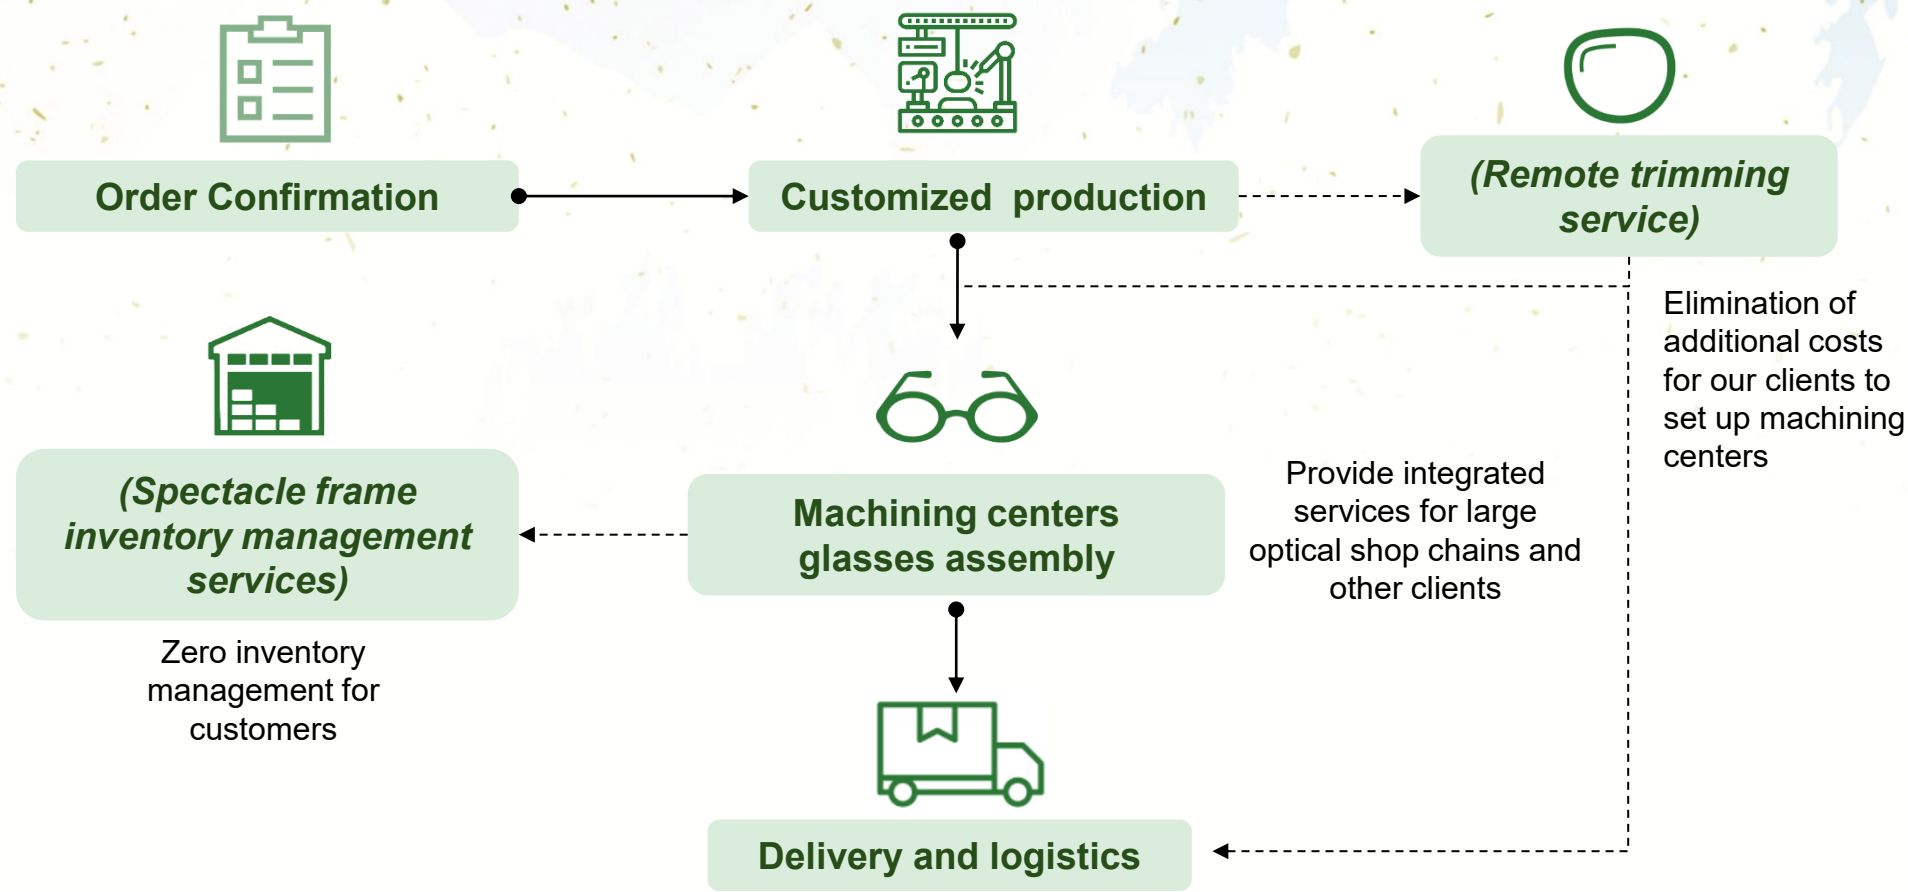 Order Confirmation
Customized  production
(Remote trimming
service)
Elimination of
additional costs
for our clients to
set up machining
centers
(Spectacle frame
inventory management
services)
Machining centers
glasses assembly
Provide integrated
services for large
optical shop chains and
other clients
Zero inventory
management for
customers
Delivery and logistics